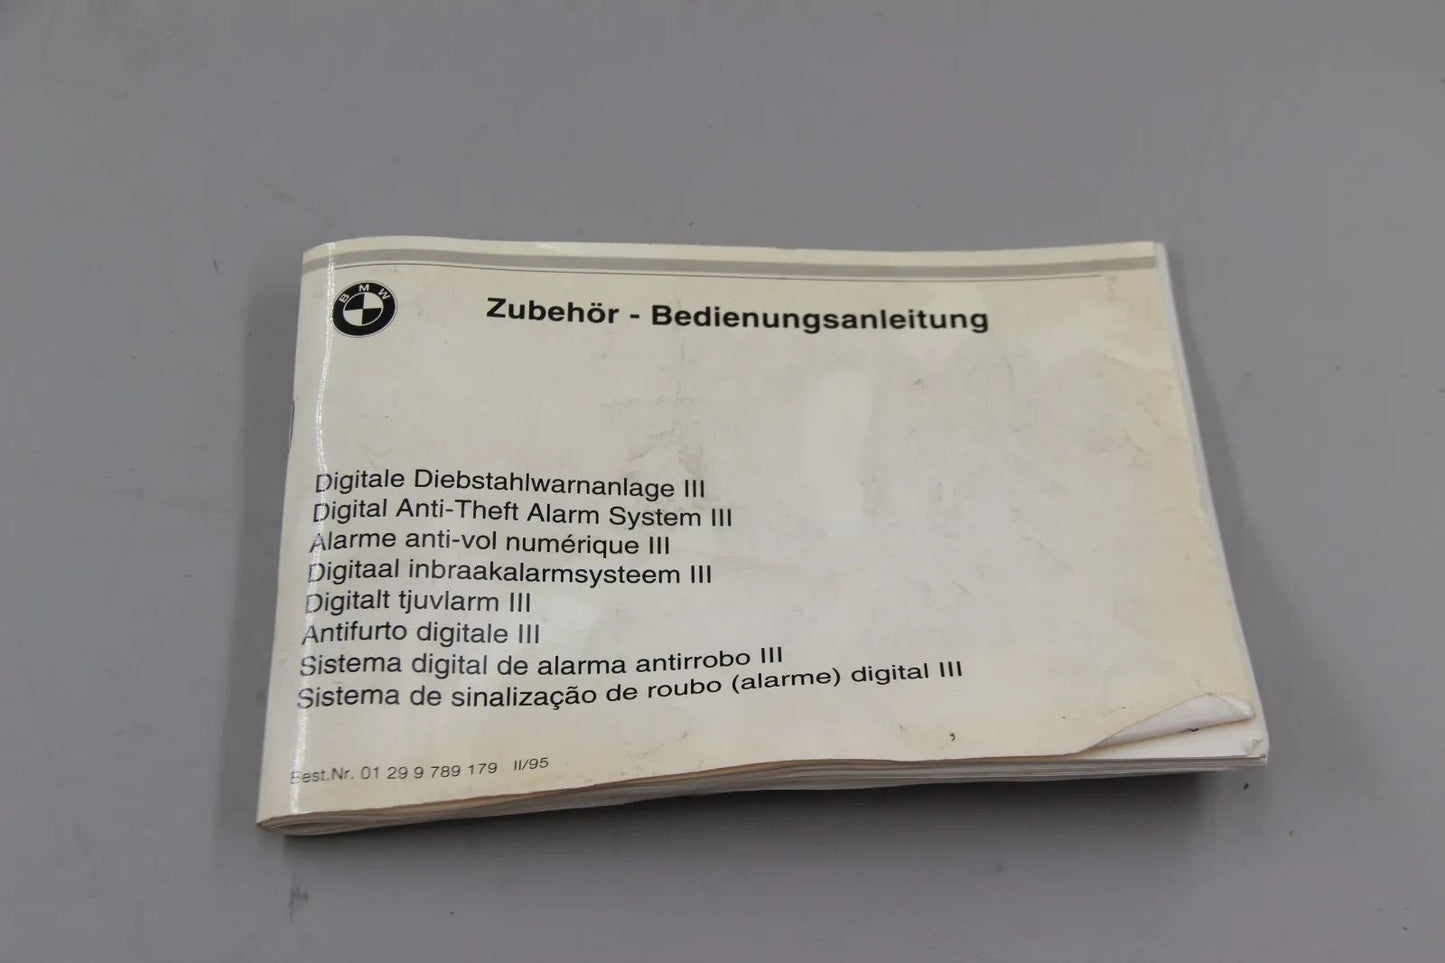 BMW
Zubehör - Bedienungsanleitung
Digitale Diebstahlwarnanlage III
Digital Anti-Theft Alarm System III
Alarme anti-vol numérique III
Digitaal inbraakalarmsysteem III
Digitalt tjuvlarm III
Antifurto digitale III
Sistema digital de alarma antirrobo III
Sistema de sinalização de roubo (alarme) digital III
Best.Nr. 01 29 9 789 179 II/95